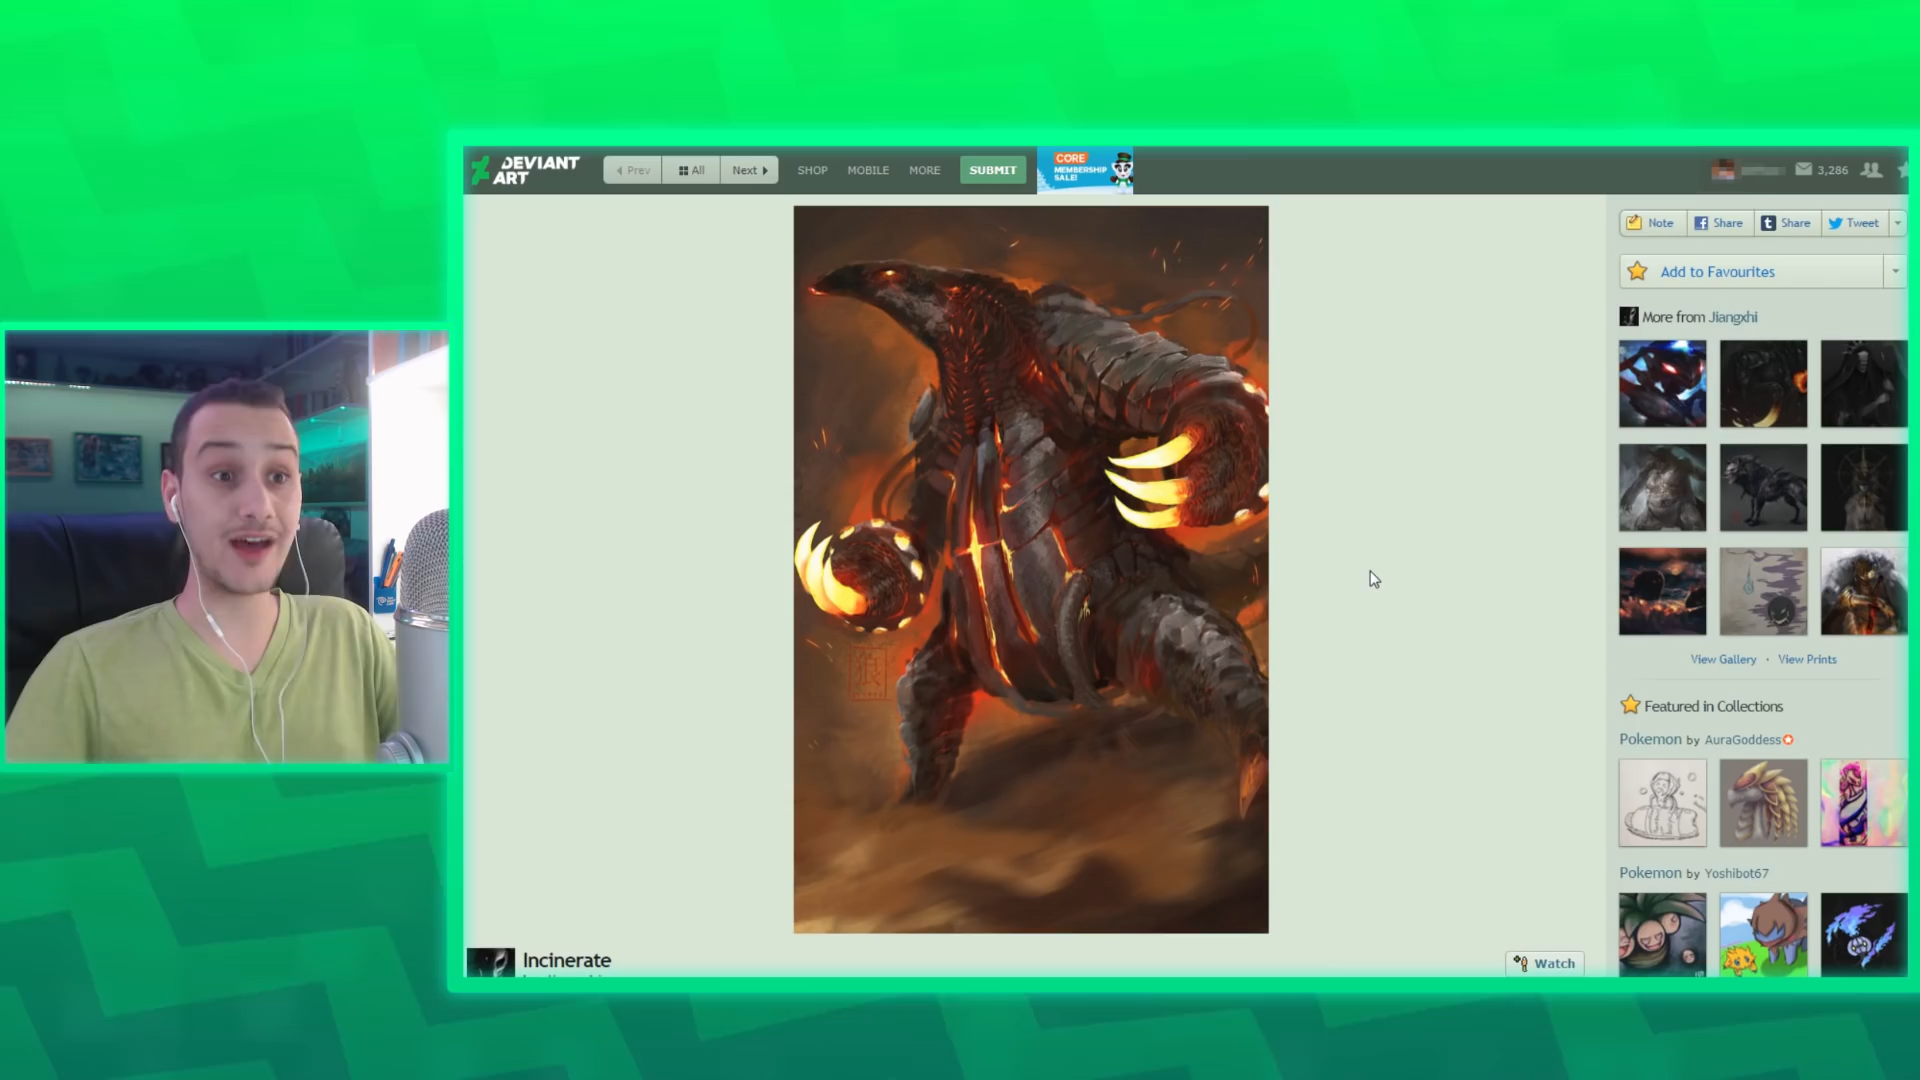 DEVIANT ART
Prev All Next SHOP MOBILE MORE SUBMIT
CORE
MEMBERSHIP
SALE!
3,286
Note Share Share Tweet
Add to Favourites
More from Jiangxhi
View Gallery · View Prints
Featured in Collections
Pokemon by AuraGoddess
Pokemon by Yoshibot67
狼
Incinerate
Watch